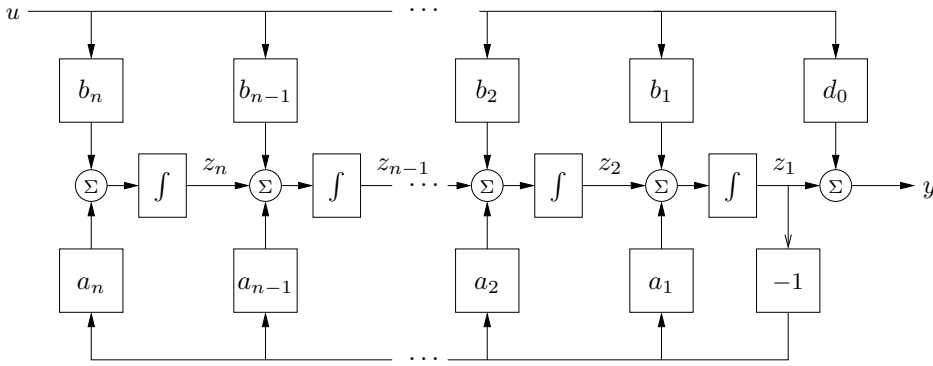 u ⋯
b_n b_{n−1} b_2 b_1 d_0
z_n z_{n−1} z_2 z_1
Σ ∫ Σ ∫ ⋯ Σ ∫ Σ ∫ Σ y
a_n a_{n−1} a_2 a_1 −1
⋯